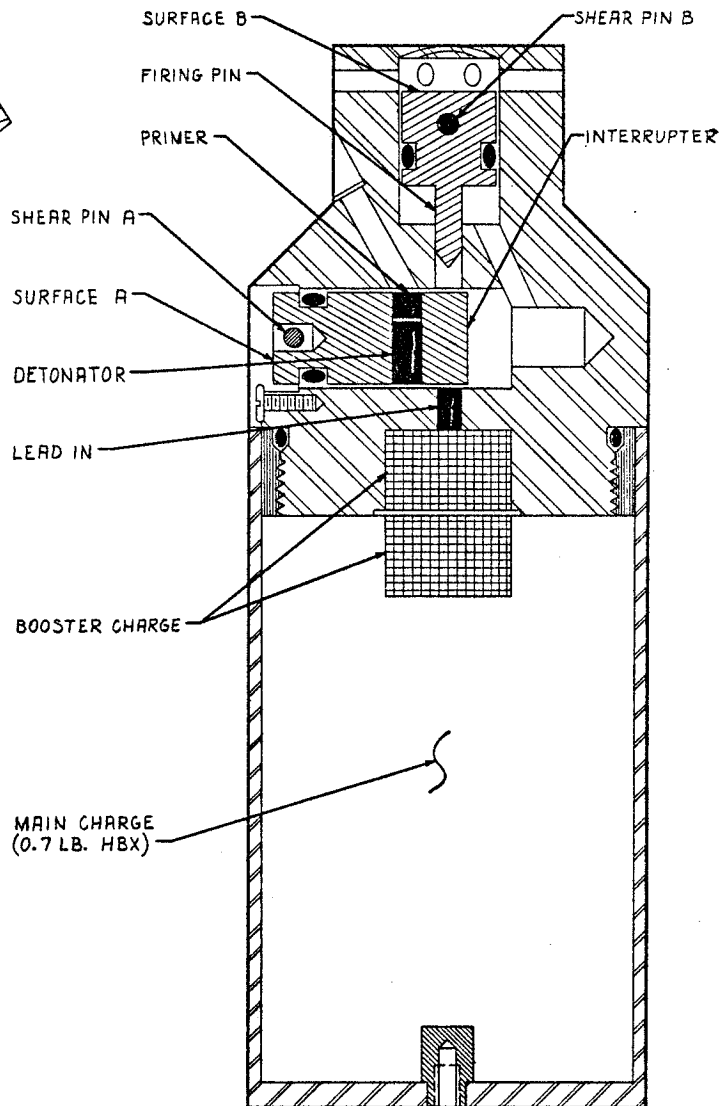 SURFACE B
SHEAR PIN B
FIRING PIN
PRIMER
INTERRUPTER
SHEAR PIN A
SURFACE A
DETONATOR
LEAD IN
BOOSTER CHARGE
MAIN CHARGE
(0.7 LB. HBX)